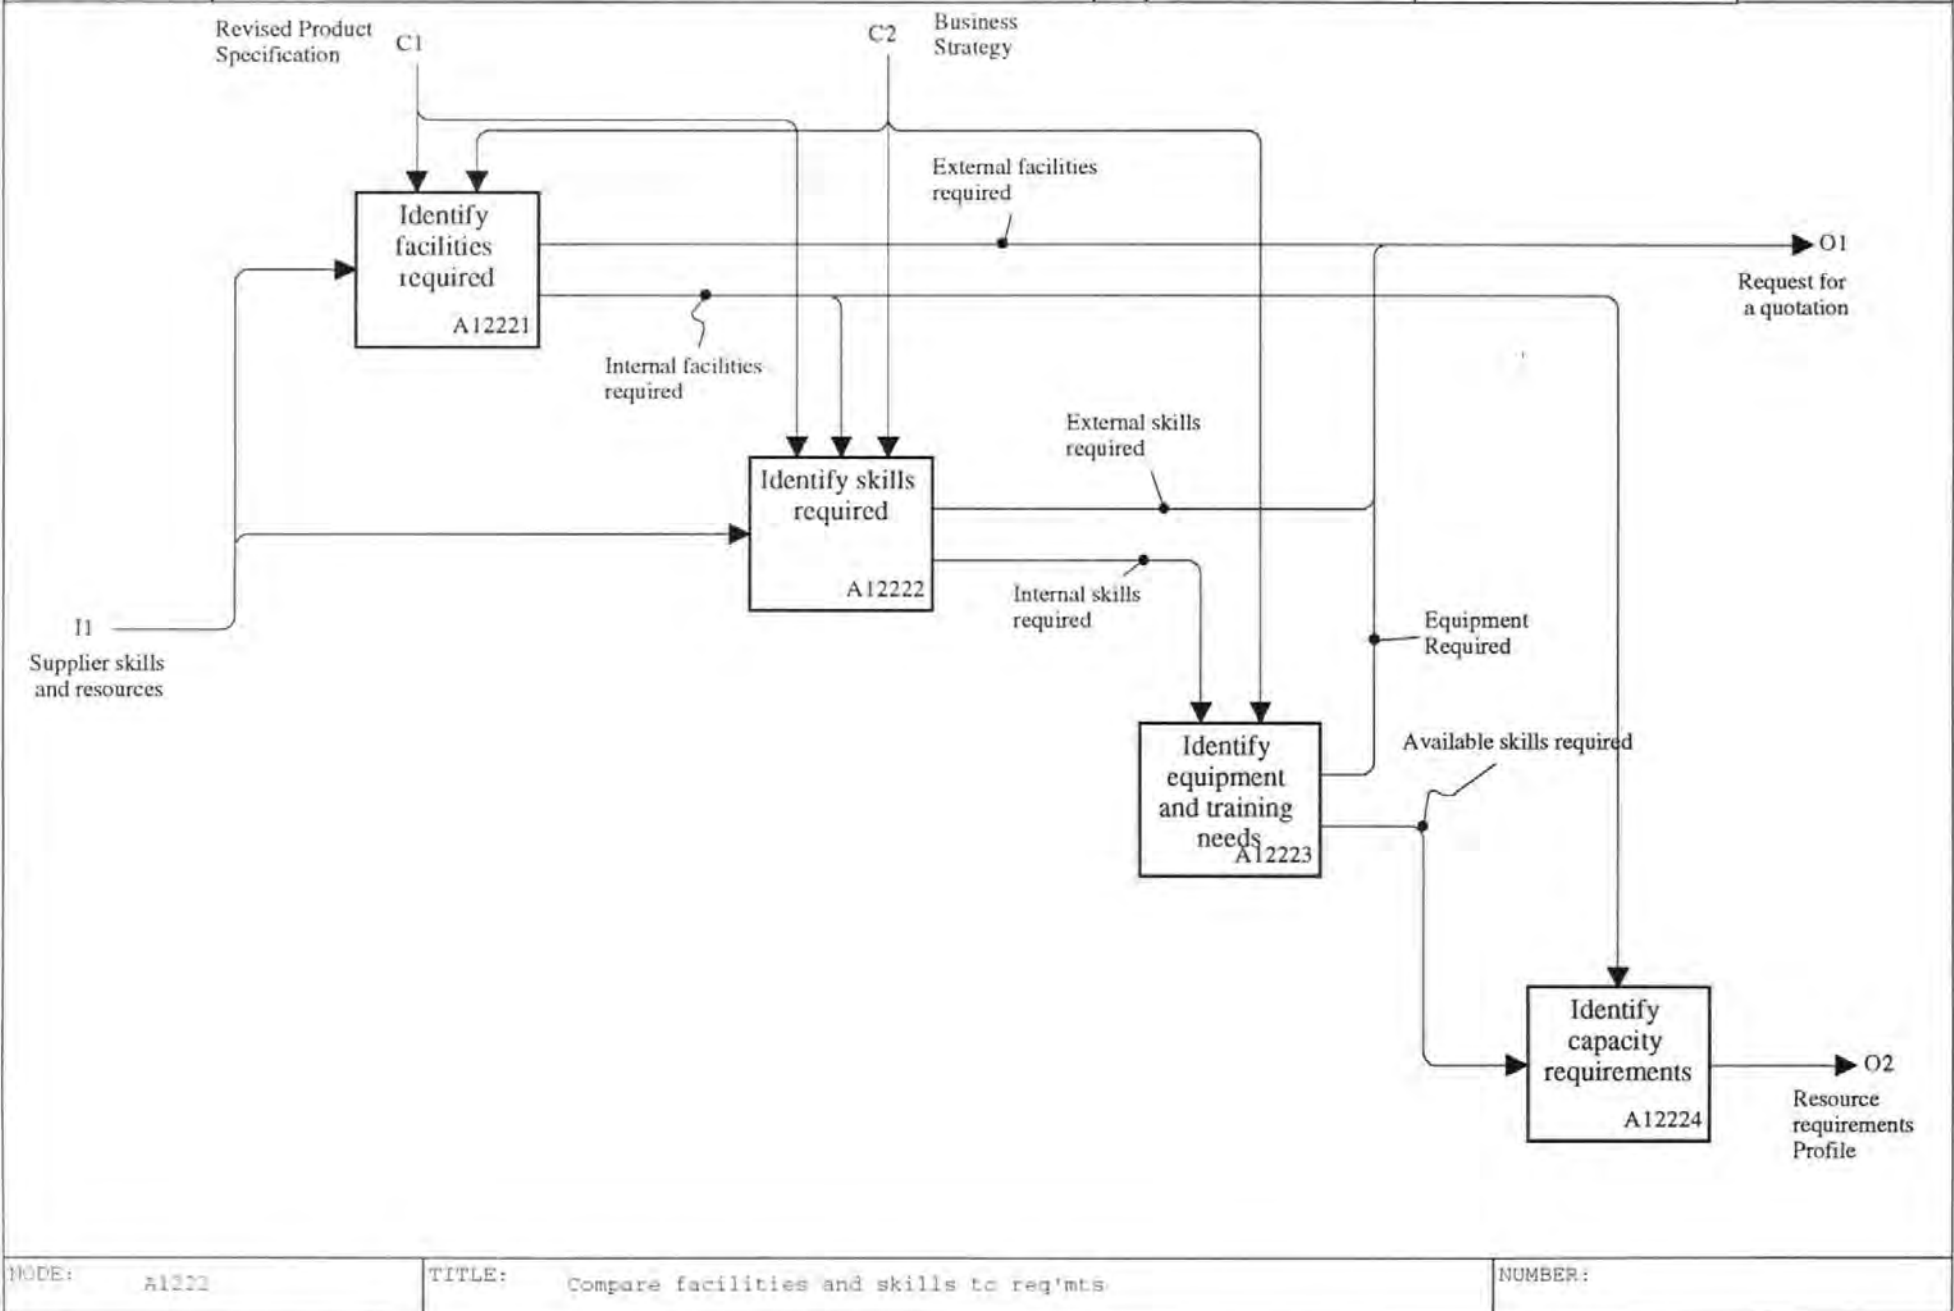 Revised Product
Specification
C1
C2
Business
Strategy
External facilities
required
Identify
facilities
required
A12221
O1
Request for
a quotation
Internal facilities
required
External skills
required
Identify skills
required
A12222
Internal skills
required
I1
Supplier skills
and resources
Equipment
Required
Identify
equipment
and training
needs
A12223
Available skills required
Identify
capacity
requirements
A12224
O2
Resource
requirements
Profile
NODE:
A1222
TITLE:
Compare facilities and skills to req'mts
NUMBER: